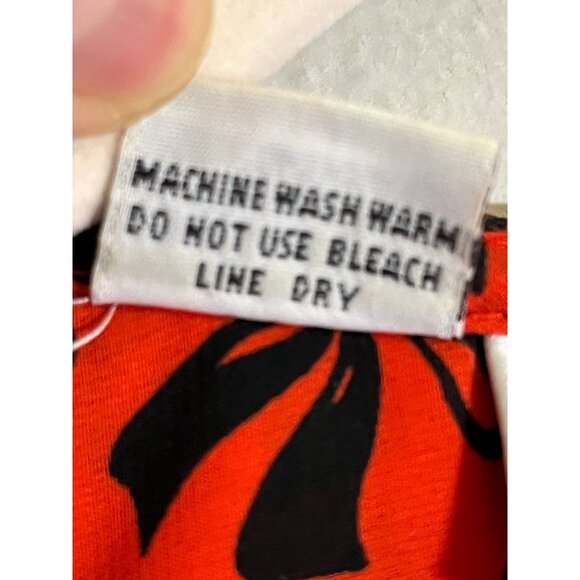 MACHINE WASH WARM
DO NOT USE BLEACH
LINE DRY